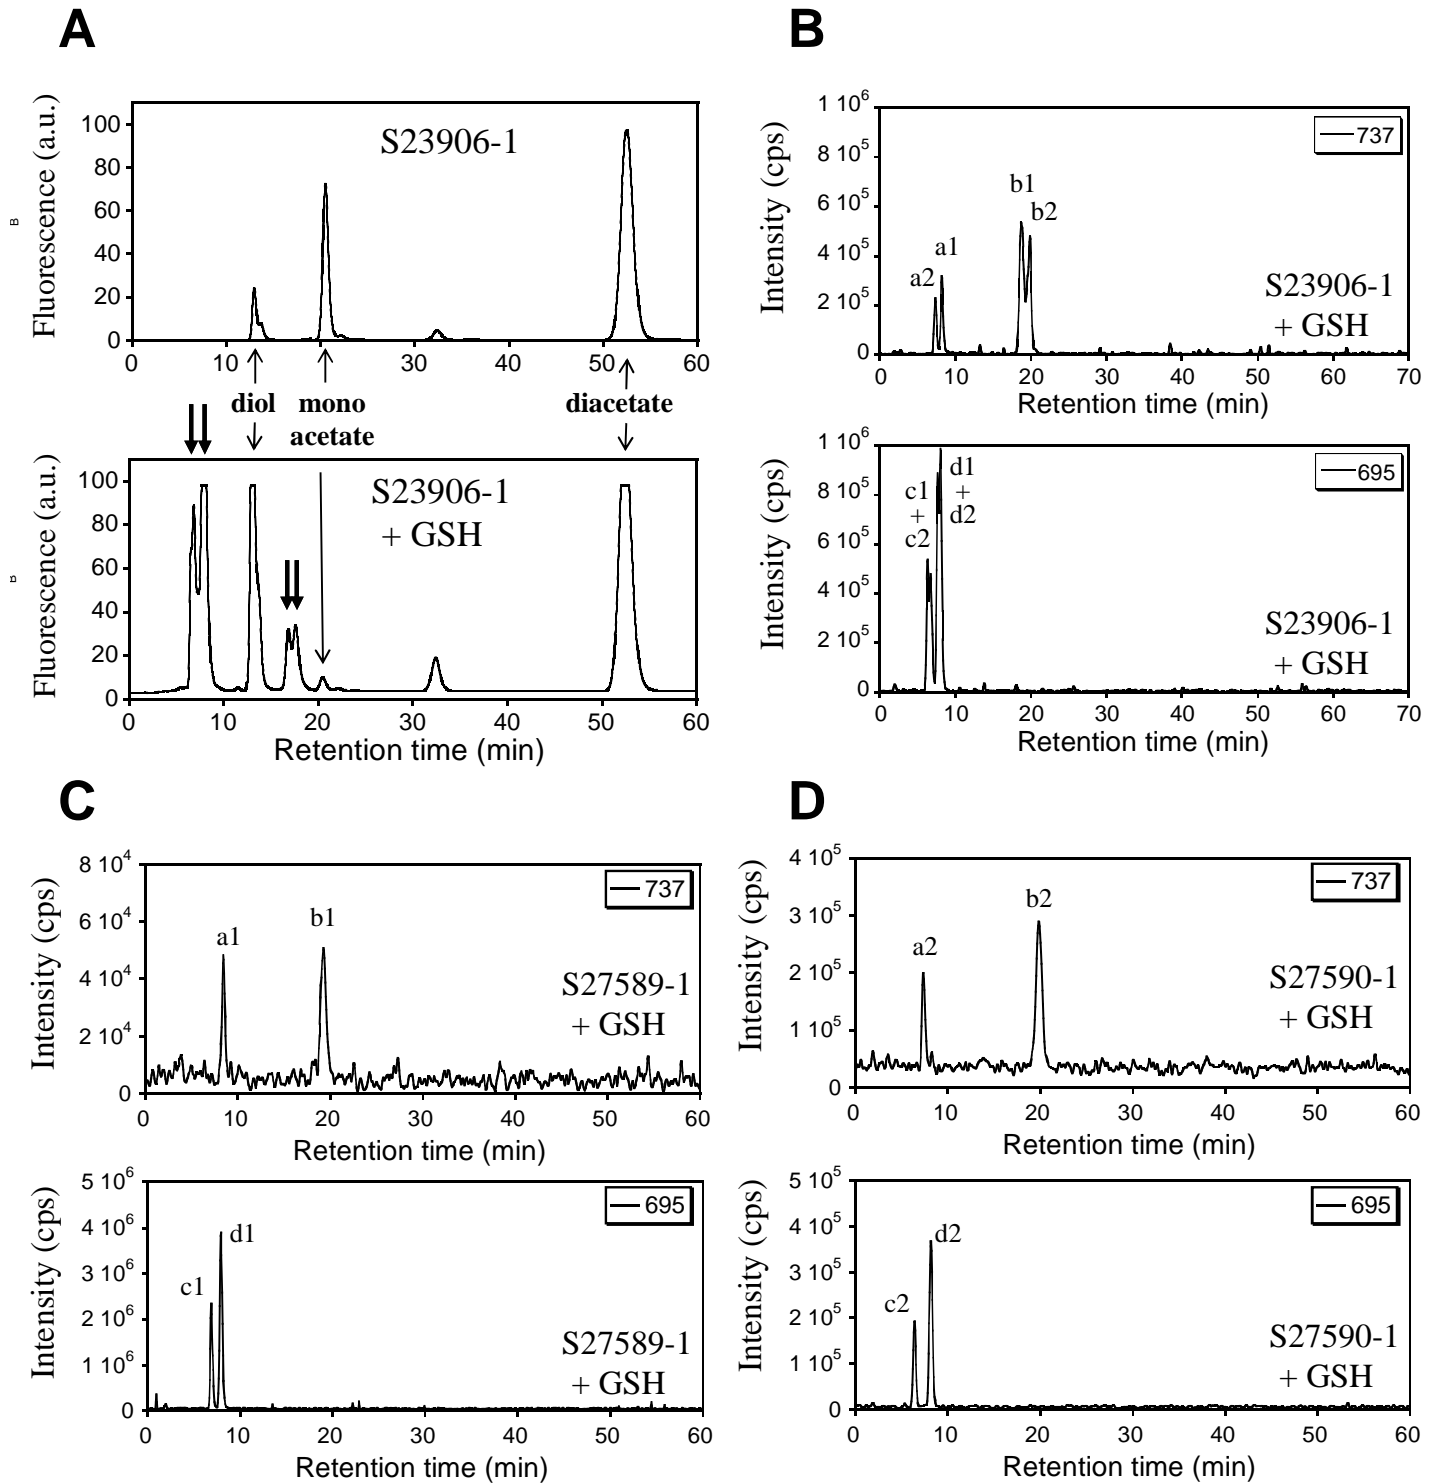 A
Fluorescence (a.u.)
B
100
80
60
40
20
0
S23906-1
0 10 20 30 40 50 60
diol mono acetate diacetate
Fluorescence (a.u.)
B
100
80
60
40
20
0
S23906-1
+ GSH
0 10 20 30 40 50 60
Retention time (min)
B
Intensity (cps)
1 10^6
8 10^5
6 10^5
4 10^5
2 10^5
0
737
a2 a1 b1 b2
S23906-1
+ GSH
0 10 20 30 40 50 60 70
Retention time (min)
Intensity (cps)
1 10^6
8 10^5
6 10^5
4 10^5
2 10^5
0
695
c1
+
c2
d1
+
d2
S23906-1
+ GSH
0 10 20 30 40 50 60 70
Retention time (min)
C
Intensity (cps)
8 10^4
6 10^4
4 10^4
2 10^4
0
737
a1 b1
S27589-1
+ GSH
0 10 20 30 40 50 60
Retention time (min)
Intensity (cps)
5 10^6
4 10^6
3 10^6
2 10^6
1 10^6
0
695
c1 d1
S27589-1
+ GSH
0 10 20 30 40 50 60
Retention time (min)
D
Intensity (cps)
4 10^5
3 10^5
2 10^5
1 10^5
0
737
a2 b2
S27590-1
+ GSH
0 10 20 30 40 50 60
Retention time (min)
Intensity (cps)
5 10^5
4 10^5
3 10^5
2 10^5
1 10^5
0
695
c2 d2
S27590-1
+ GSH
0 10 20 30 40 50 60
Retention time (min)